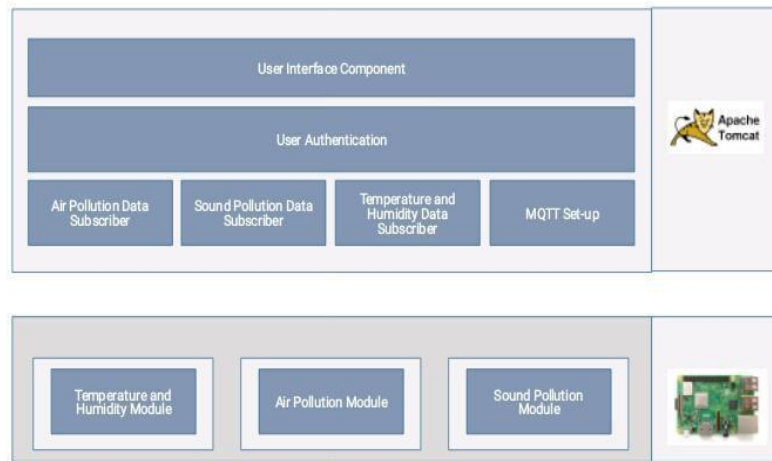 User Interface Component
Apache
Tomcat
User Authentication
Air Pollution Data
Subscriber
Sound Pollution Data
Subscriber
Temperature and
Humidity Data
Subscriber
MQTT Set-up
Temperature and
Humidity Module
Air Pollution Module
Sound Pollution
Module